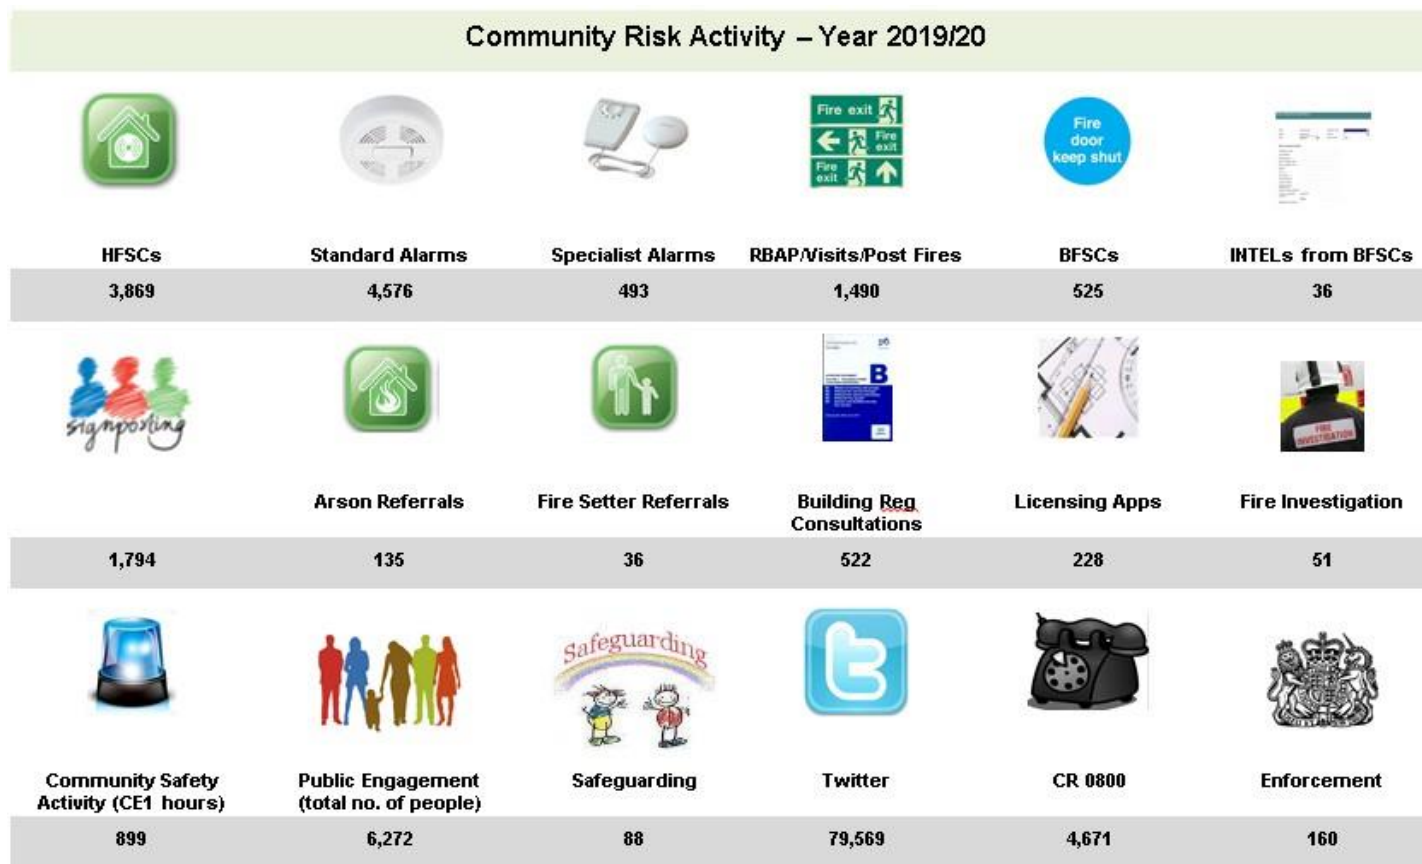 Community Risk Activity – Year 2019/20
Fire exit
Fire exit
Fire exit
Fire door keep shut
HFSCs
Standard Alarms
Specialist Alarms
RBAP/Visits/Post Fires
BFSCs
INTELs from BFSCs
3,869
4,576
493
1,490
525
36
signposting
B
FIRE
INVESTIGATION
Arson Referrals
Fire Setter Referrals
Building Reg
Consultations
Licensing Apps
Fire Investigation
1,794
135
36
522
228
51
Safeguarding
Community Safety
Activity (CE1 hours)
Public Engagement
(total no. of people)
Safeguarding
Twitter
CR 0800
Enforcement
899
6,272
88
79,569
4,671
160